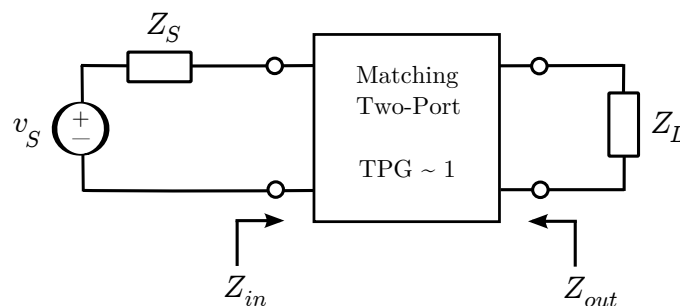 Z_S
Matching
Two-Port
TPG ~ 1
v_S
+
−
Z_L
Z_in
Z_out